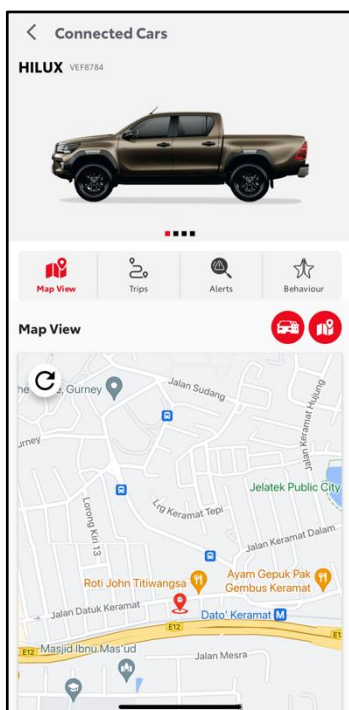 Connected Cars
HILUX VEF8784
Map View
Trips
Alerts
Behaviour
Map View
Gurney
Jalan Sudang
Jalan Keramat Hujung
Jelatek Public City
Lrg Keramat Tepi
Lorong Kiri 13
Jalan Keramat Dalam
Roti John Titiwangsa
Ayam Gepuk Pak
Gembus Keramat
Jalan Datuk Keramat
Dato' Keramat M
E12
E12
Masjid Ibnu Mas'ud
Jalan Mesra